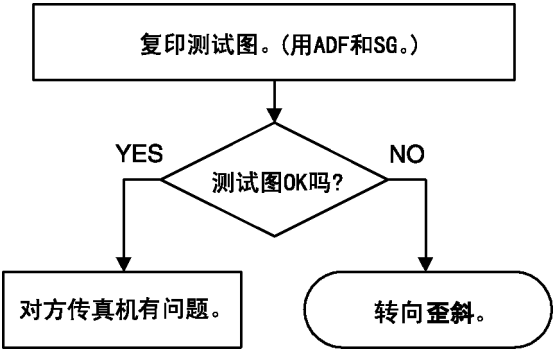 复印测试图。(用ADF和SG。)
YES
NO
测试图OK吗?
对方传真机有问题。
转向歪斜。